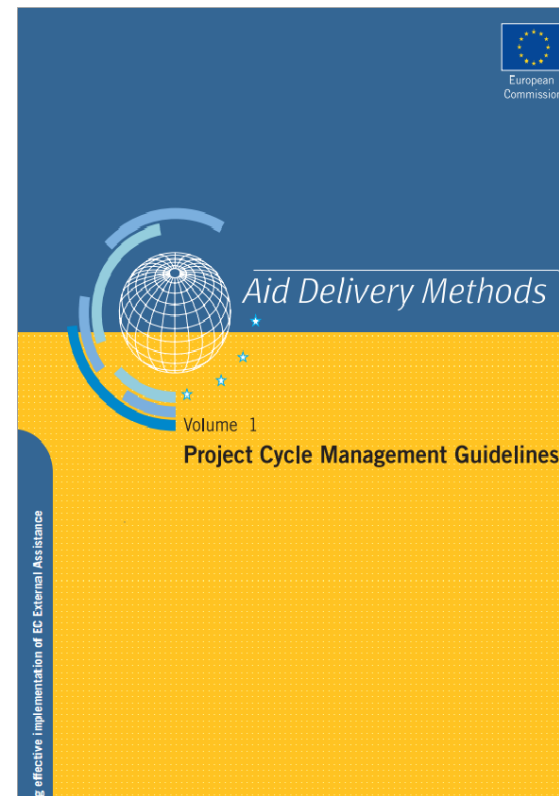 European
Commission
Aid Delivery Methods
Volume 1
Project Cycle Management Guidelines
effective implementation of EC External Assistance